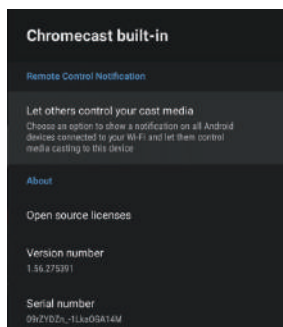 Chromecast built-in
Remote Control Notification
Let others control your cast media
Choose an option to show a notification on all Android
devices connected to your Wi-Fi and let them control
media casting to this device
About
Open source licenses
Version number
1.56.275391
Serial number